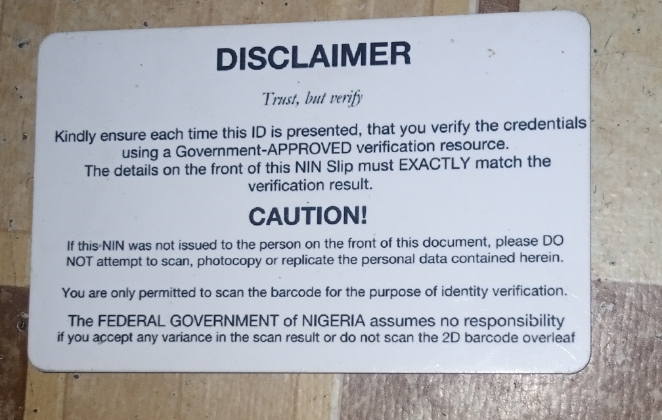 DISCLAIMER
Trust, but verify
Kindly ensure each time this ID is presented, that you verify the credentials
using a Government-APPROVED verification resource.
The details on the front of this NIN Slip must EXACTLY match the
verification result.
CAUTION!
If this NIN was not issued to the person on the front of this document, please DO
NOT attempt to scan, photocopy or replicate the personal data contained herein.
You are only permitted to scan the barcode for the purpose of identity verification.
The FEDERAL GOVERNMENT of NIGERIA assumes no responsibility
if you accept any variance in the scan result or do not scan the 2D barcode overleaf